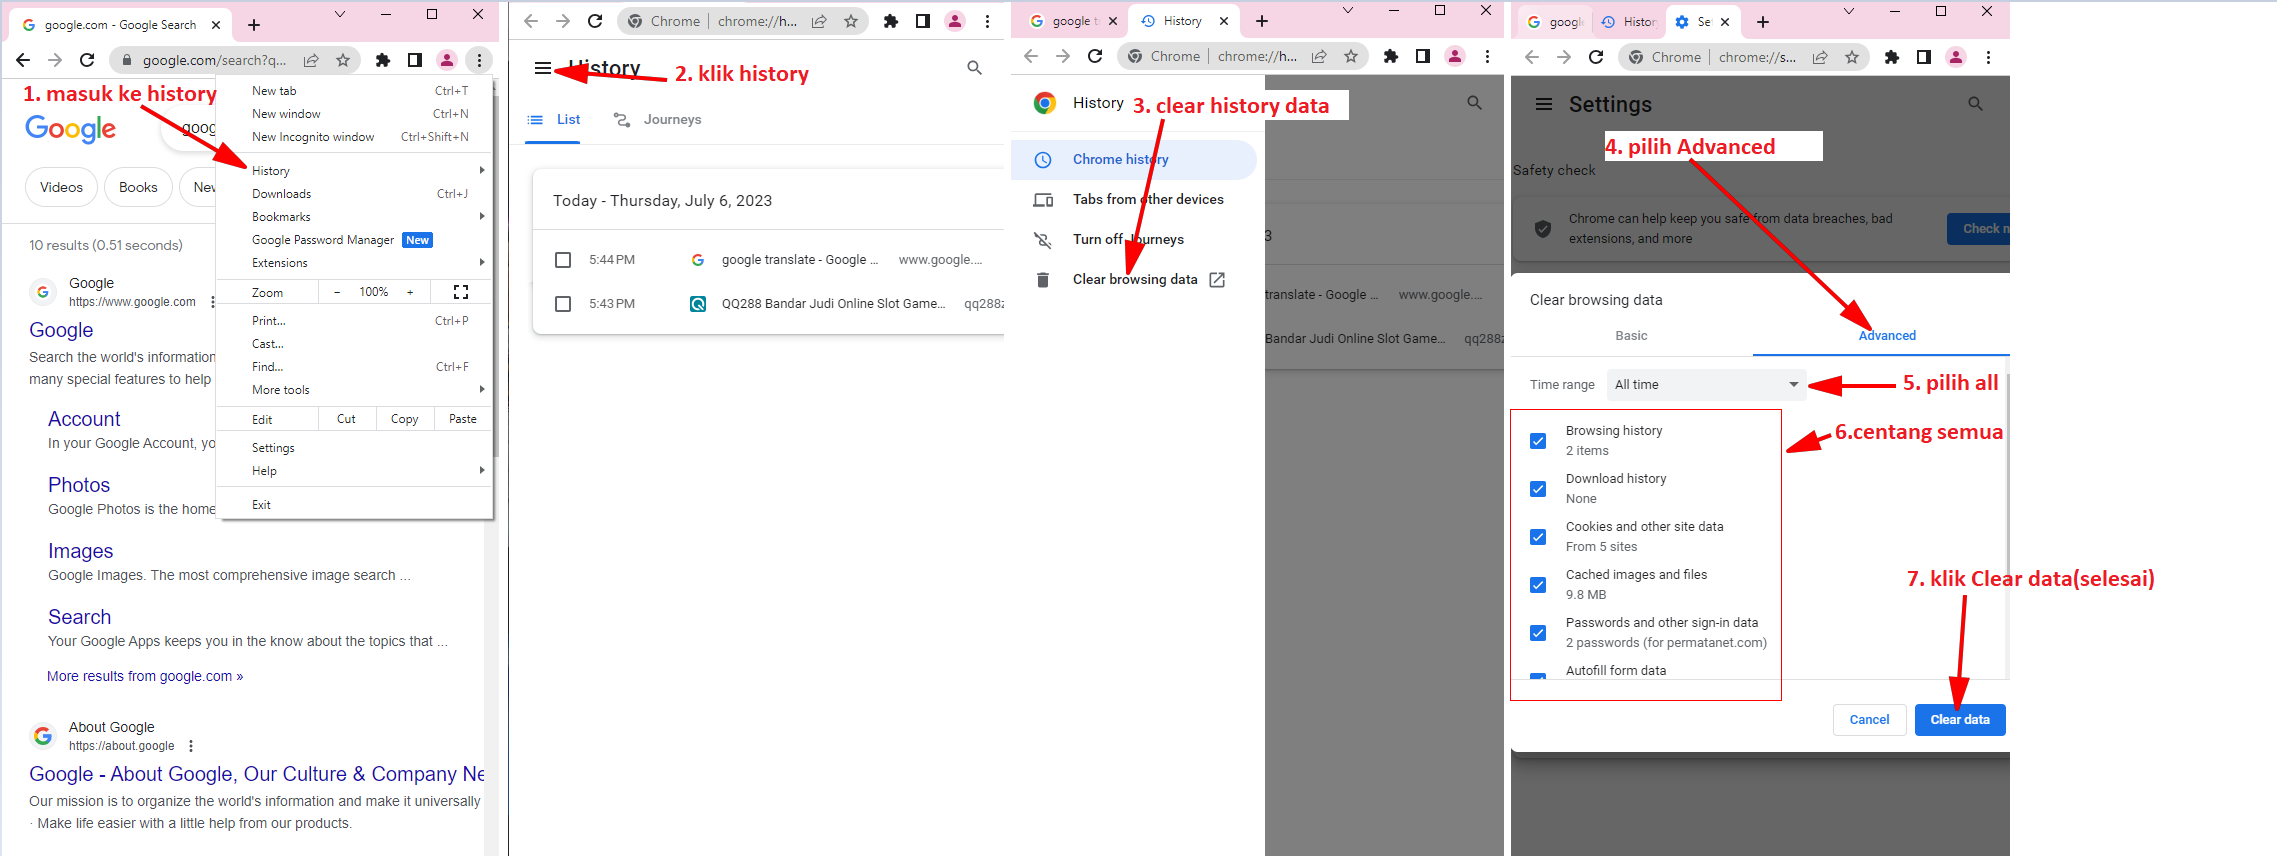 google.com - Google Search
google.com/search?q...
1. masuk ke history
Google
goog
Videos
Books
New
10 results (0.51 seconds)
Google
https://www.google.com
Google
Search the world's information
many special features to help
Account
In your Google Account, yo
Photos
Google Photos is the home
Images
Google Images. The most comprehensive image search ...
Search
Your Google Apps keeps you in the know about the topics that ...
More results from google.com »
About Google
https://about.google
Google - About Google, Our Culture & Company Ne
Our mission is to organize the world's information and make it universally
· Make life easier with a little help from our products.
New tab Ctrl+T
New window Ctrl+N
New Incognito window Ctrl+Shift+N
History
Downloads Ctrl+J
Bookmarks
Google Password Manager New
Extensions
Zoom - 100% +
Print... Ctrl+P
Cast...
Find... Ctrl+F
More tools
Edit Cut Copy Paste
Settings
Help
Exit
Chrome chrome://h...
History
2. klik history
List
Journeys
Today - Thursday, July 6, 2023
5:44 PM google translate - Google ... www.google....
5:43 PM QQ288 Bandar Judi Online Slot Game... qq288
google t
History
Chrome chrome://h...
History
3. clear history data
Chrome history
Tabs from other devices
Turn off Journeys
Clear browsing data
3
translate - Google ... www.google....
Bandar Judi Online Slot Game... qq288z
google
History
Set
Chrome chrome://s...
Settings
4. pilih Advanced
Safety check
Chrome can help keep you safe from data breaches, bad
extensions, and more
Check n
Clear browsing data
Basic
Advanced
Time range All time
5. pilih all
6.centang semua
Browsing history
2 items
Download history
None
Cookies and other site data
From 5 sites
Cached images and files
9.8 MB
Passwords and other sign-in data
2 passwords (for permatanet.com)
Autofill form data
7. klik Clear data(selesai)
Cancel
Clear data